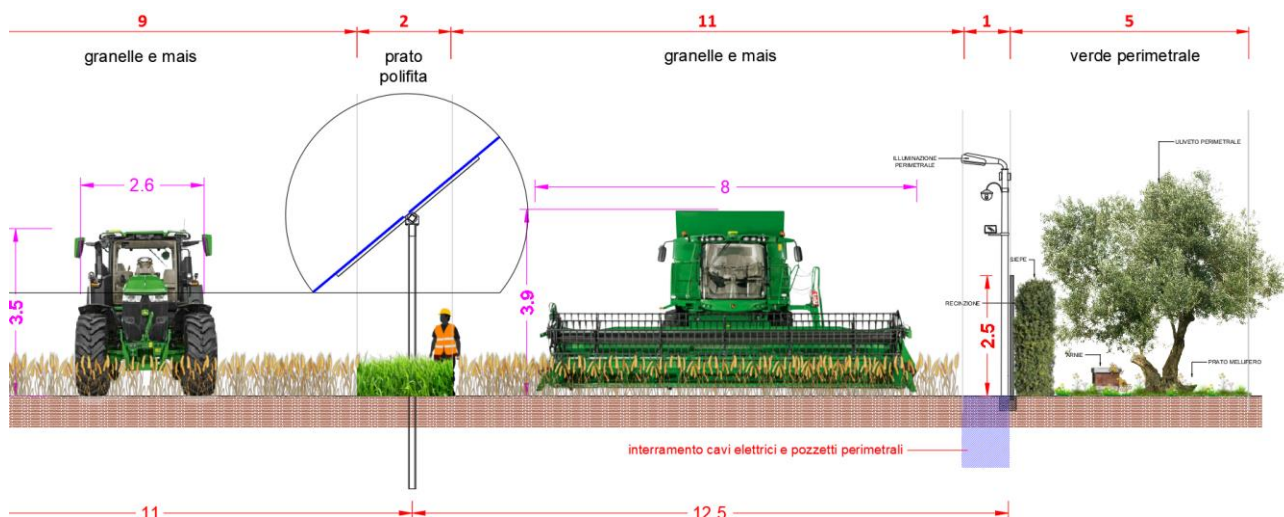 9
2
11
1
5
granelle e mais
prato
polifita
granelle e mais
verde perimetrale
ILLUMINAZIONE
PERIMETRALE
ULIVETO PERIMETRALE
2.6
8
3.5
3.9
SIEPE
RECINZIONE
2.5
ARNIE
PRATO MELLIFERO
interramento cavi elettrici e pozzetti perimetrali
11
12.5